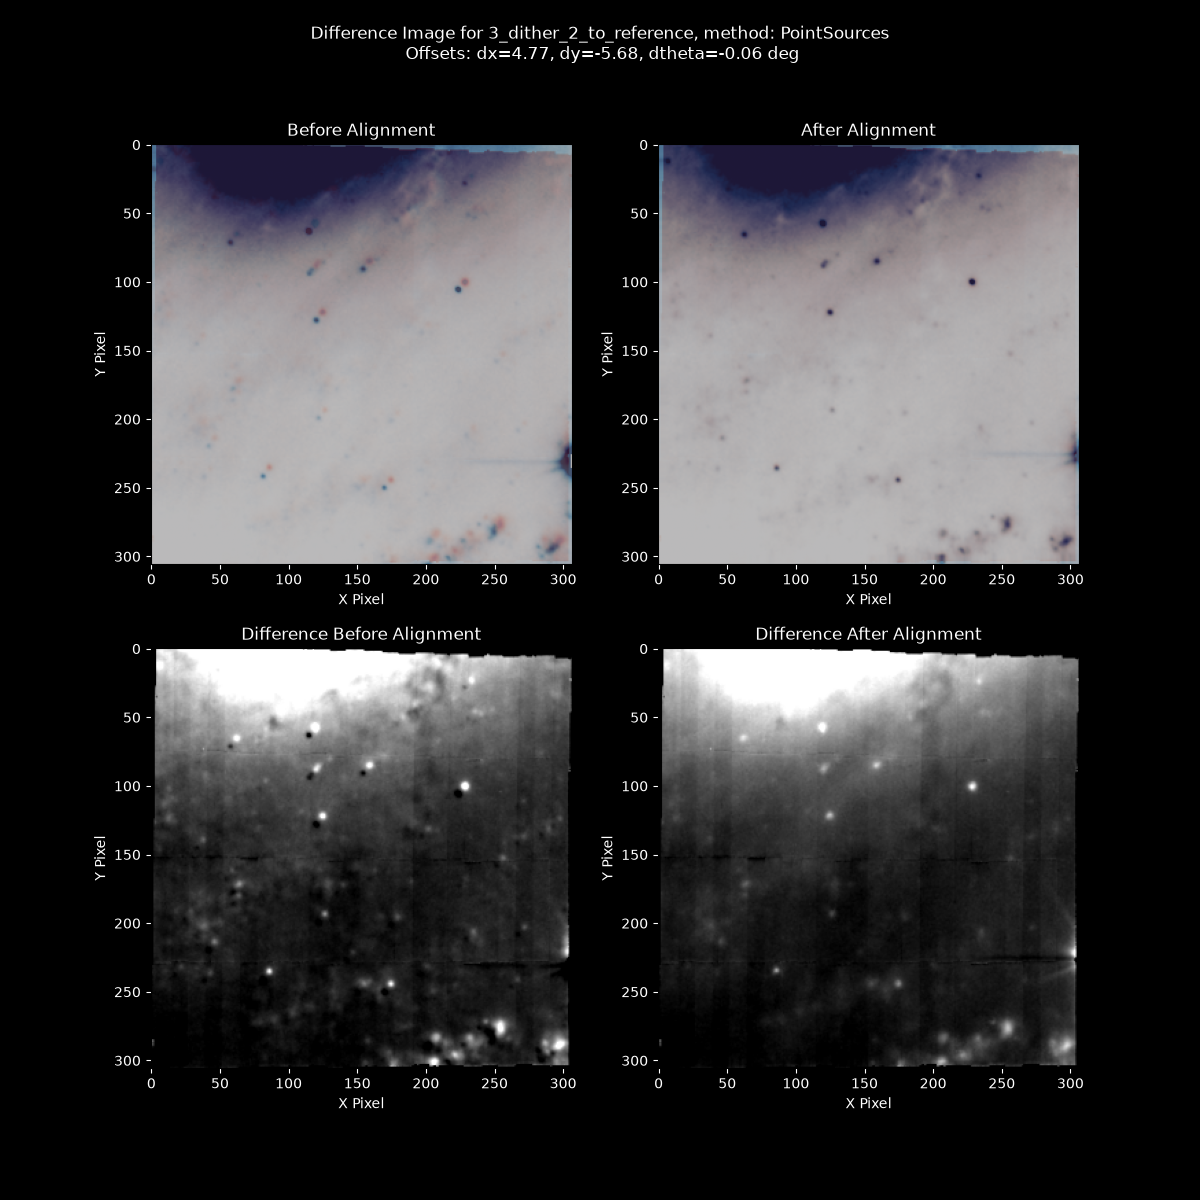 Difference Image for 3_dither_2_to_reference, method: PointSources
Offsets: dx=4.77, dy=-5.68, dtheta=-0.06 deg
Before Alignment
0
50
100
150
200
250
300
Y Pixel
0 50 100 150 200 250 300
X Pixel
After Alignment
0
50
100
150
200
250
300
Y Pixel
0 50 100 150 200 250 300
X Pixel
Difference Before Alignment
0
50
100
150
200
250
300
Y Pixel
0 50 100 150 200 250 300
X Pixel
Difference After Alignment
0
50
100
150
200
250
300
Y Pixel
0 50 100 150 200 250 300
X Pixel